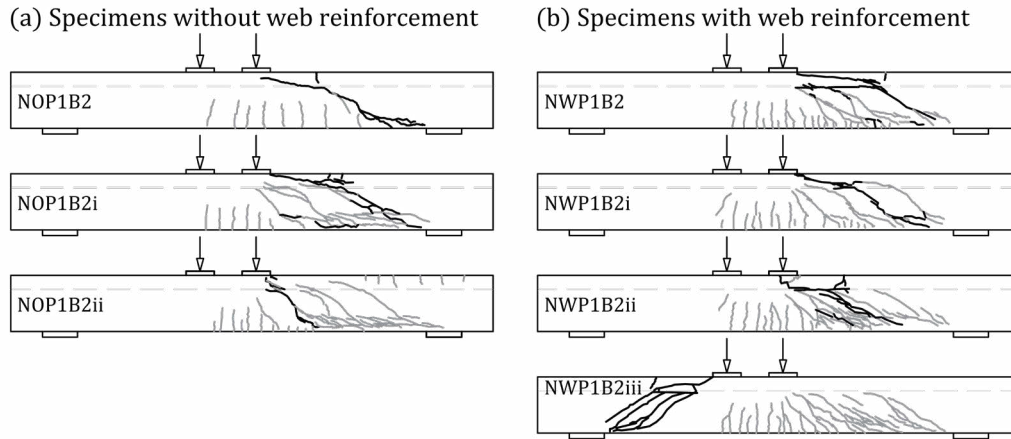 (a) Specimens without web reinforcement
NOP1B2
NOP1B2i
NOP1B2ii
(b) Specimens with web reinforcement
NWP1B2
NWP1B2i
NWP1B2ii
NWP1B2iii